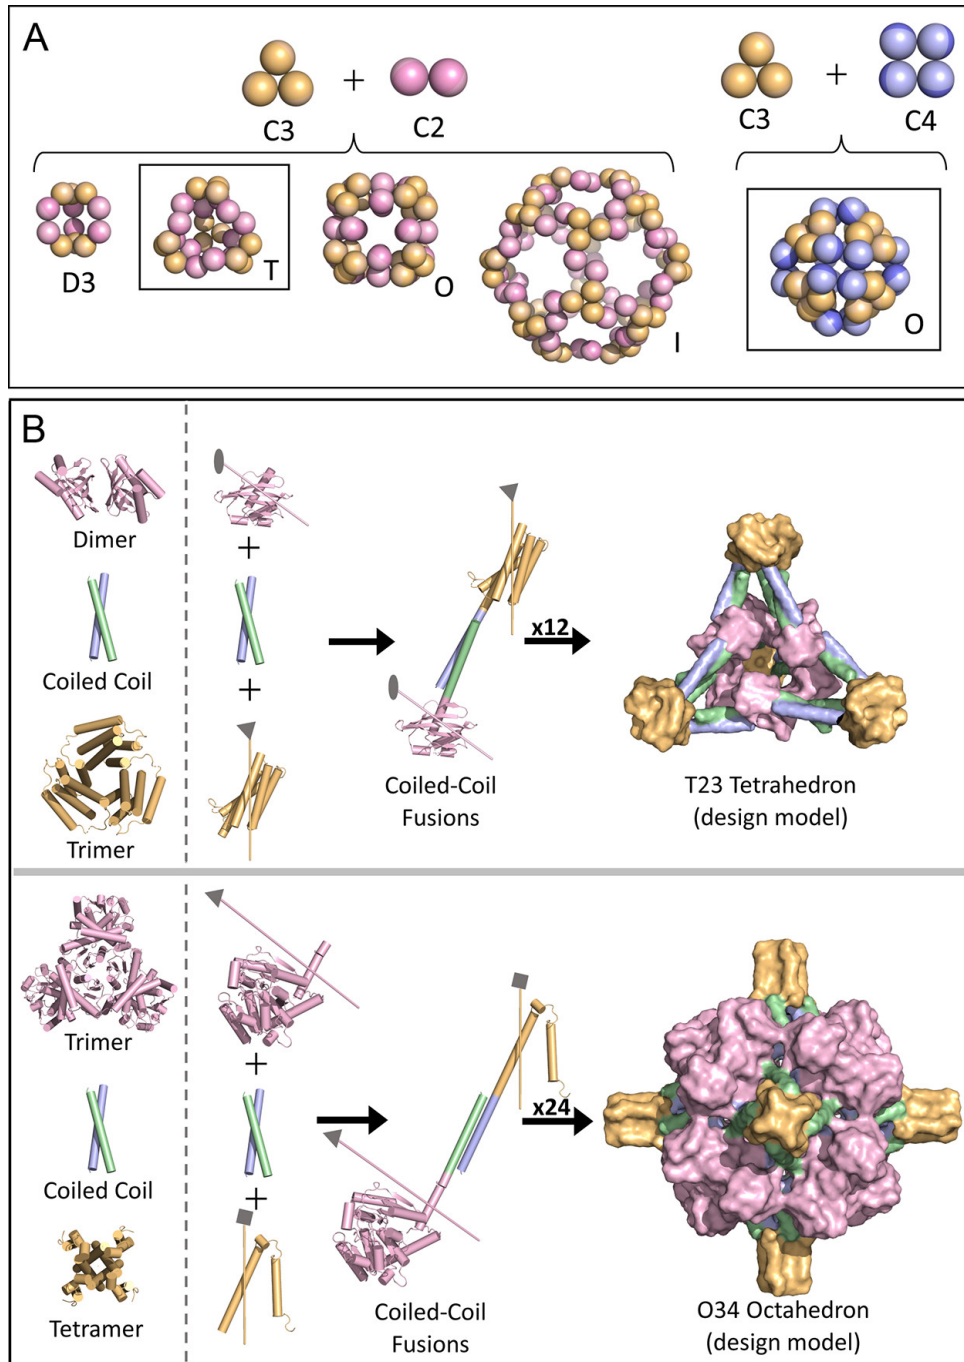 A
+
+
C3
C2
C3
C4
D3
T
O
I
O
B
Dimer
+
Coiled Coil
+
x12
Trimer
Coiled-Coil
Fusions
T23 Tetrahedron
(design model)
Trimer
+
Coiled Coil
+
x24
Tetramer
Coiled-Coil
Fusions
O34 Octahedron
(design model)